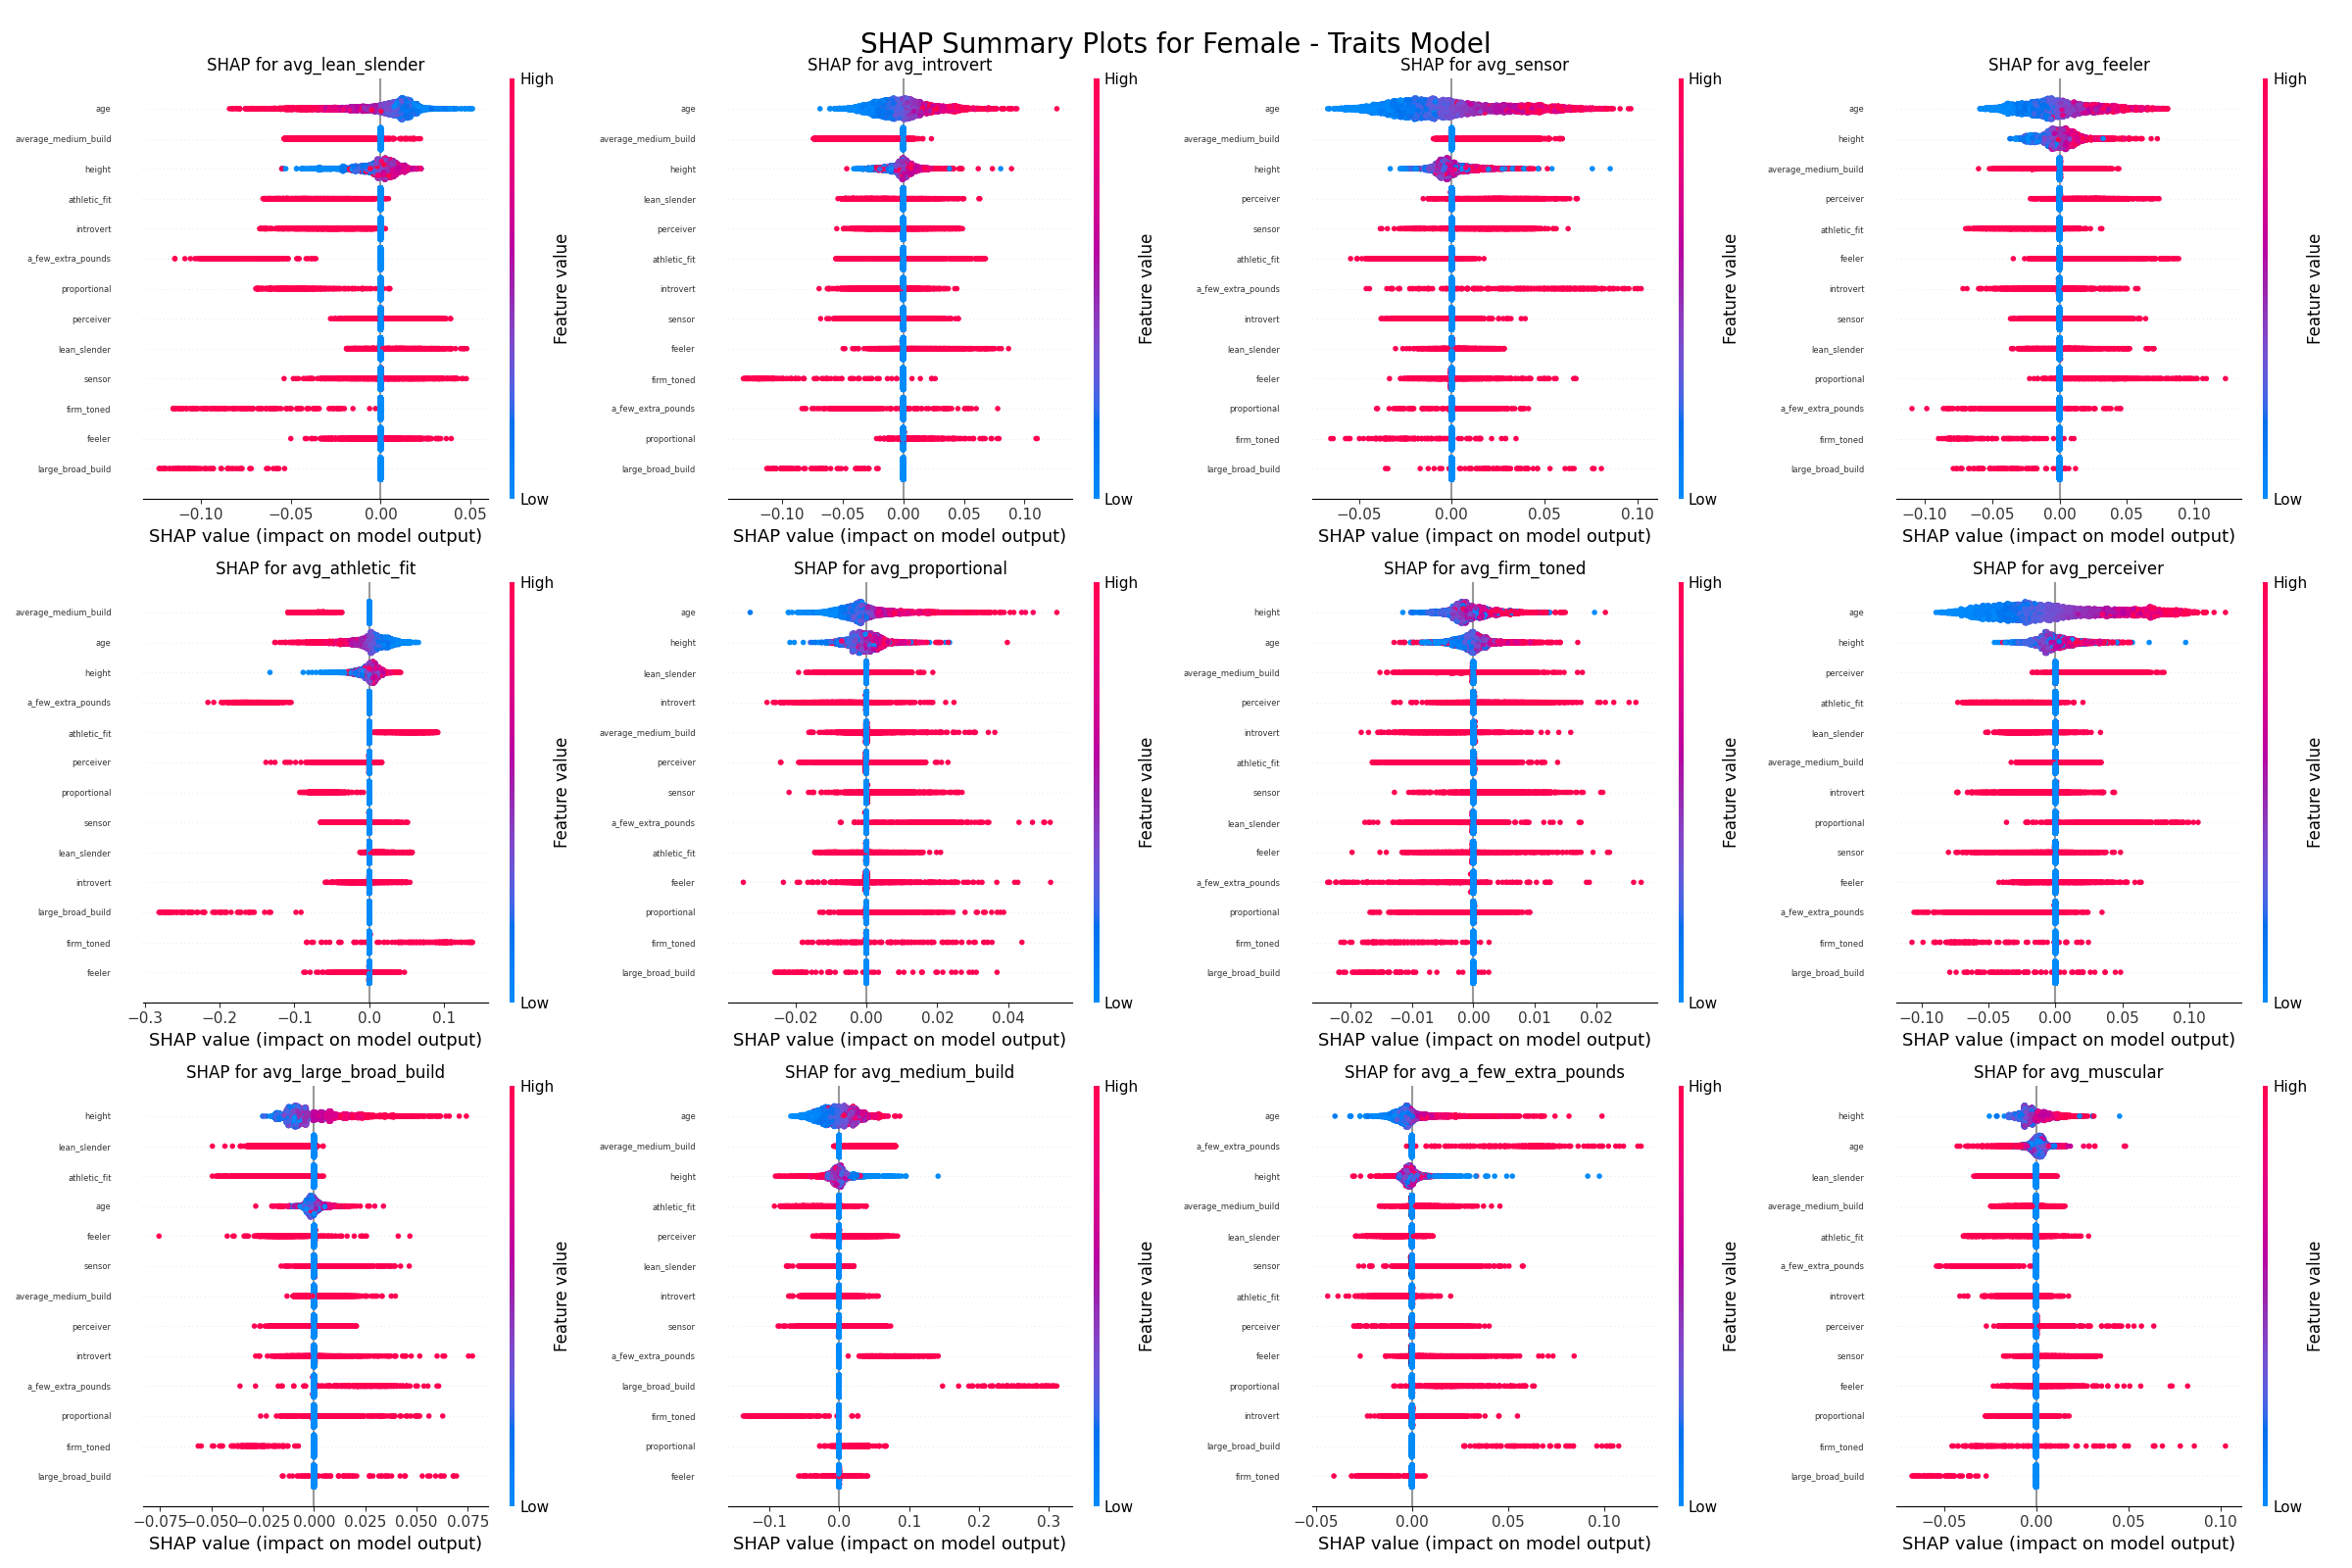 SHAP Summary Plots for Female - Traits Model
SHAP for avg_lean_slender
age
average_medium_build
height
athletic_fit
introvert
a_few_extra_pounds
proportional
perceiver
lean_slender
sensor
firm_toned
feeler
large_broad_build
−0.10 −0.05 0.00 0.05
SHAP value (impact on model output)
High
Feature value
Low
SHAP for avg_introvert
age
average_medium_build
height
lean_slender
perceiver
athletic_fit
introvert
sensor
feeler
firm_toned
a_few_extra_pounds
proportional
large_broad_build
−0.10 −0.05 0.00 0.05 0.10
SHAP value (impact on model output)
High
Feature value
Low
SHAP for avg_sensor
age
average_medium_build
height
perceiver
sensor
athletic_fit
a_few_extra_pounds
introvert
lean_slender
feeler
proportional
firm_toned
large_broad_build
−0.05 0.00 0.05 0.10
SHAP value (impact on model output)
High
Feature value
Low
SHAP for avg_feeler
age
height
average_medium_build
perceiver
athletic_fit
feeler
introvert
sensor
lean_slender
proportional
a_few_extra_pounds
firm_toned
large_broad_build
−0.10 −0.05 0.00 0.05 0.10
SHAP value (impact on model output)
High
Feature value
Low
SHAP for avg_athletic_fit
average_medium_build
age
height
a_few_extra_pounds
athletic_fit
perceiver
proportional
sensor
lean_slender
introvert
large_broad_build
firm_toned
feeler
−0.3 −0.2 −0.1 0.0 0.1
SHAP value (impact on model output)
High
Feature value
Low
SHAP for avg_proportional
age
height
lean_slender
introvert
average_medium_build
perceiver
sensor
a_few_extra_pounds
athletic_fit
feeler
proportional
firm_toned
large_broad_build
−0.02 0.00 0.02 0.04
SHAP value (impact on model output)
High
Feature value
Low
SHAP for avg_firm_toned
height
age
average_medium_build
perceiver
introvert
athletic_fit
sensor
lean_slender
feeler
a_few_extra_pounds
proportional
firm_toned
large_broad_build
−0.02 −0.01 0.00 0.01 0.02
SHAP value (impact on model output)
High
Feature value
Low
SHAP for avg_perceiver
age
height
perceiver
athletic_fit
lean_slender
average_medium_build
introvert
proportional
sensor
feeler
a_few_extra_pounds
firm_toned
large_broad_build
−0.10 −0.05 0.00 0.05 0.10
SHAP value (impact on model output)
High
Feature value
Low
SHAP for avg_large_broad_build
height
lean_slender
athletic_fit
age
feeler
sensor
average_medium_build
perceiver
introvert
a_few_extra_pounds
proportional
firm_toned
large_broad_build
−0.075 −0.050 −0.025 0.000 0.025 0.050 0.075
SHAP value (impact on model output)
High
Feature value
Low
SHAP for avg_medium_build
age
average_medium_build
height
athletic_fit
perceiver
lean_slender
introvert
sensor
a_few_extra_pounds
large_broad_build
firm_toned
proportional
feeler
−0.1 0.0 0.1 0.2 0.3
SHAP value (impact on model output)
High
Feature value
Low
SHAP for avg_a_few_extra_pounds
age
a_few_extra_pounds
height
average_medium_build
lean_slender
sensor
athletic_fit
perceiver
feeler
proportional
introvert
large_broad_build
firm_toned
−0.05 0.00 0.05 0.10
SHAP value (impact on model output)
High
Feature value
Low
SHAP for avg_muscular
height
age
lean_slender
average_medium_build
athletic_fit
a_few_extra_pounds
introvert
perceiver
sensor
feeler
proportional
firm_toned
large_broad_build
−0.05 0.00 0.05 0.10
SHAP value (impact on model output)
High
Feature value
Low